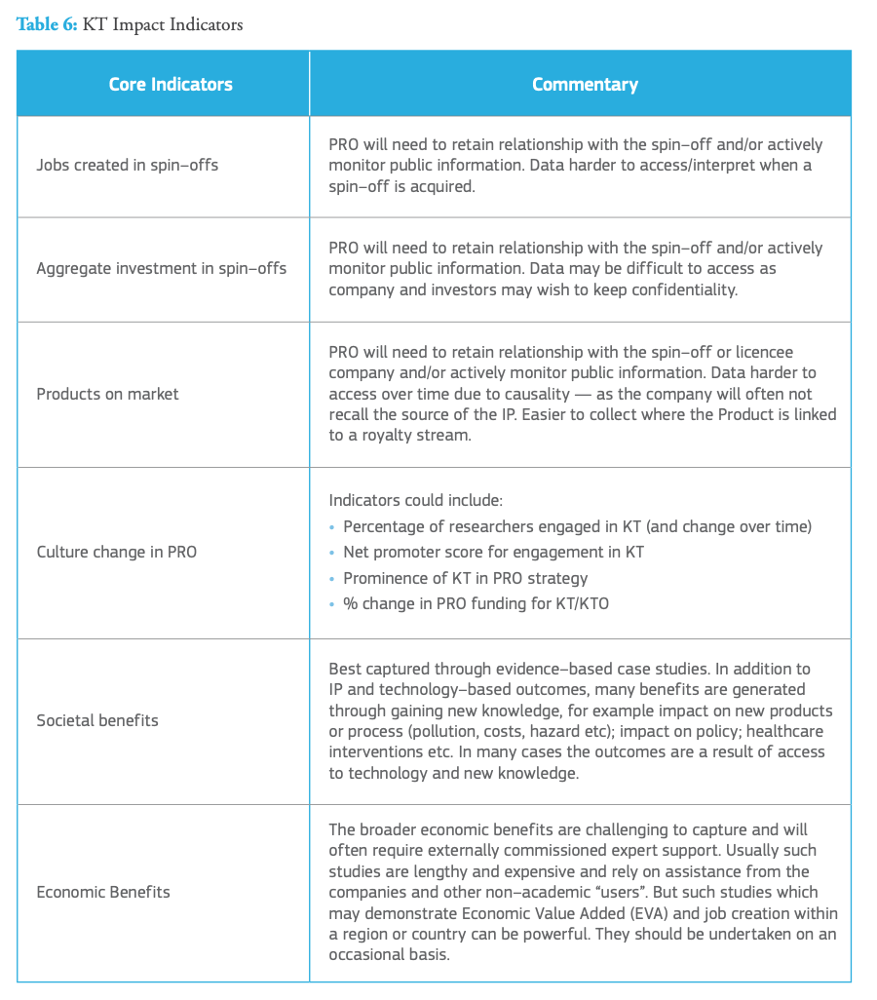 Table 6: KT Impact Indicators
Core Indicators
Commentary
Jobs created in spin–offs
PRO will need to retain relationship with the spin–off and/or actively
monitor public information. Data harder to access/interpret when a
spin–off is acquired.
Aggregate investment in spin–offs
PRO will need to retain relationship with the spin–off and/or actively
monitor public information. Data may be difficult to access as
company and investors may wish to keep confidentiality.
Products on market
PRO will need to retain relationship with the spin–off or licencee
company and/or actively monitor public information. Data harder to
access over time due to causality — as the company will often not
recall the source of the IP. Easier to collect where the Product is linked
to a royalty stream.
Culture change in PRO
Indicators could include:
• Percentage of researchers engaged in KT (and change over time)
• Net promoter score for engagement in KT
• Prominence of KT in PRO strategy
• % change in PRO funding for KT/KTO
Societal benefits
Best captured through evidence–based case studies. In addition to
IP and technology–based outcomes, many benefits are generated
through gaining new knowledge, for example impact on new products
or process (pollution, costs, hazard etc); impact on policy; healthcare
interventions etc. In many cases the outcomes are a result of access
to technology and new knowledge.
Economic Benefits
The broader economic benefits are challenging to capture and will
often require externally commissioned expert support. Usually such
studies are lengthy and expensive and rely on assistance from the
companies and other non–academic “users”. But such studies which
may demonstrate Economic Value Added (EVA) and job creation within
a region or country can be powerful. They should be undertaken on an
occasional basis.